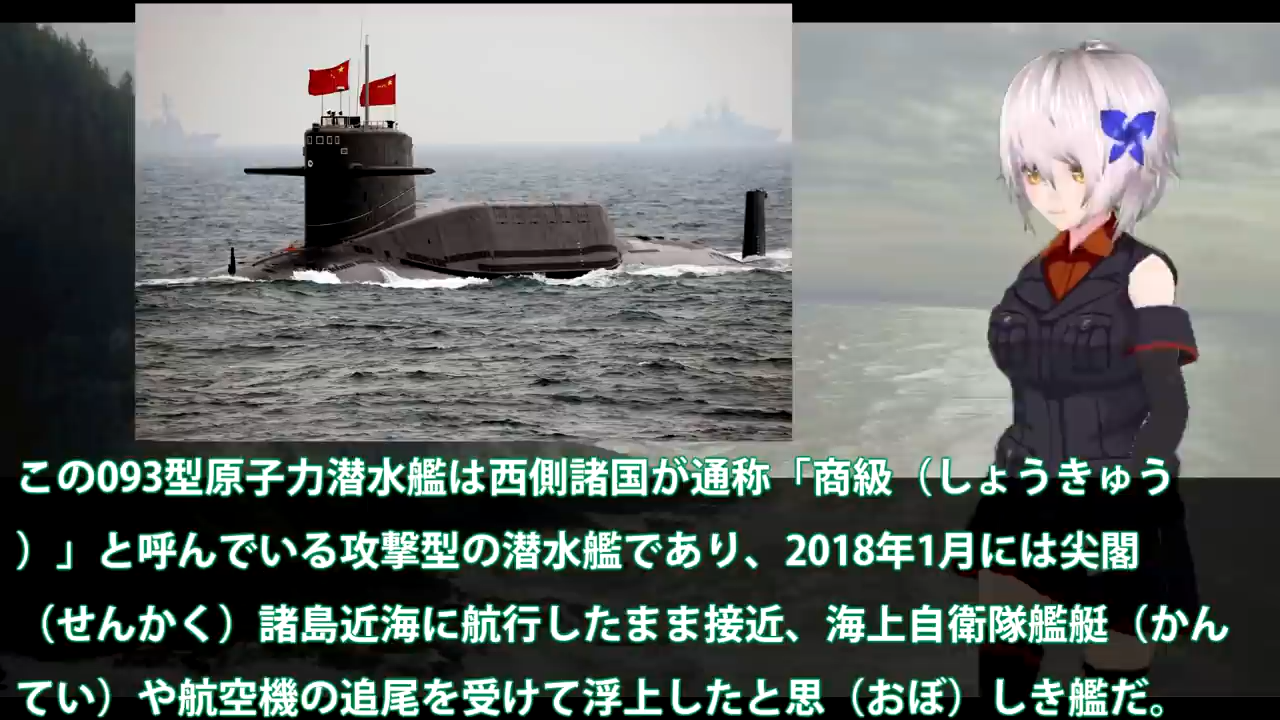 この093型原子力潜水艦は西側諸国が通称「商級（しょうきゅう
）」と呼んでいる攻撃型の潜水艦であり、2018年1月には尖閣
（せんかく）諸島近海に航行したまま接近、海上自衛隊艦艇（かん
てい）や航空機の追尾を受けて浮上したと思（おぼ）しき艦だ。